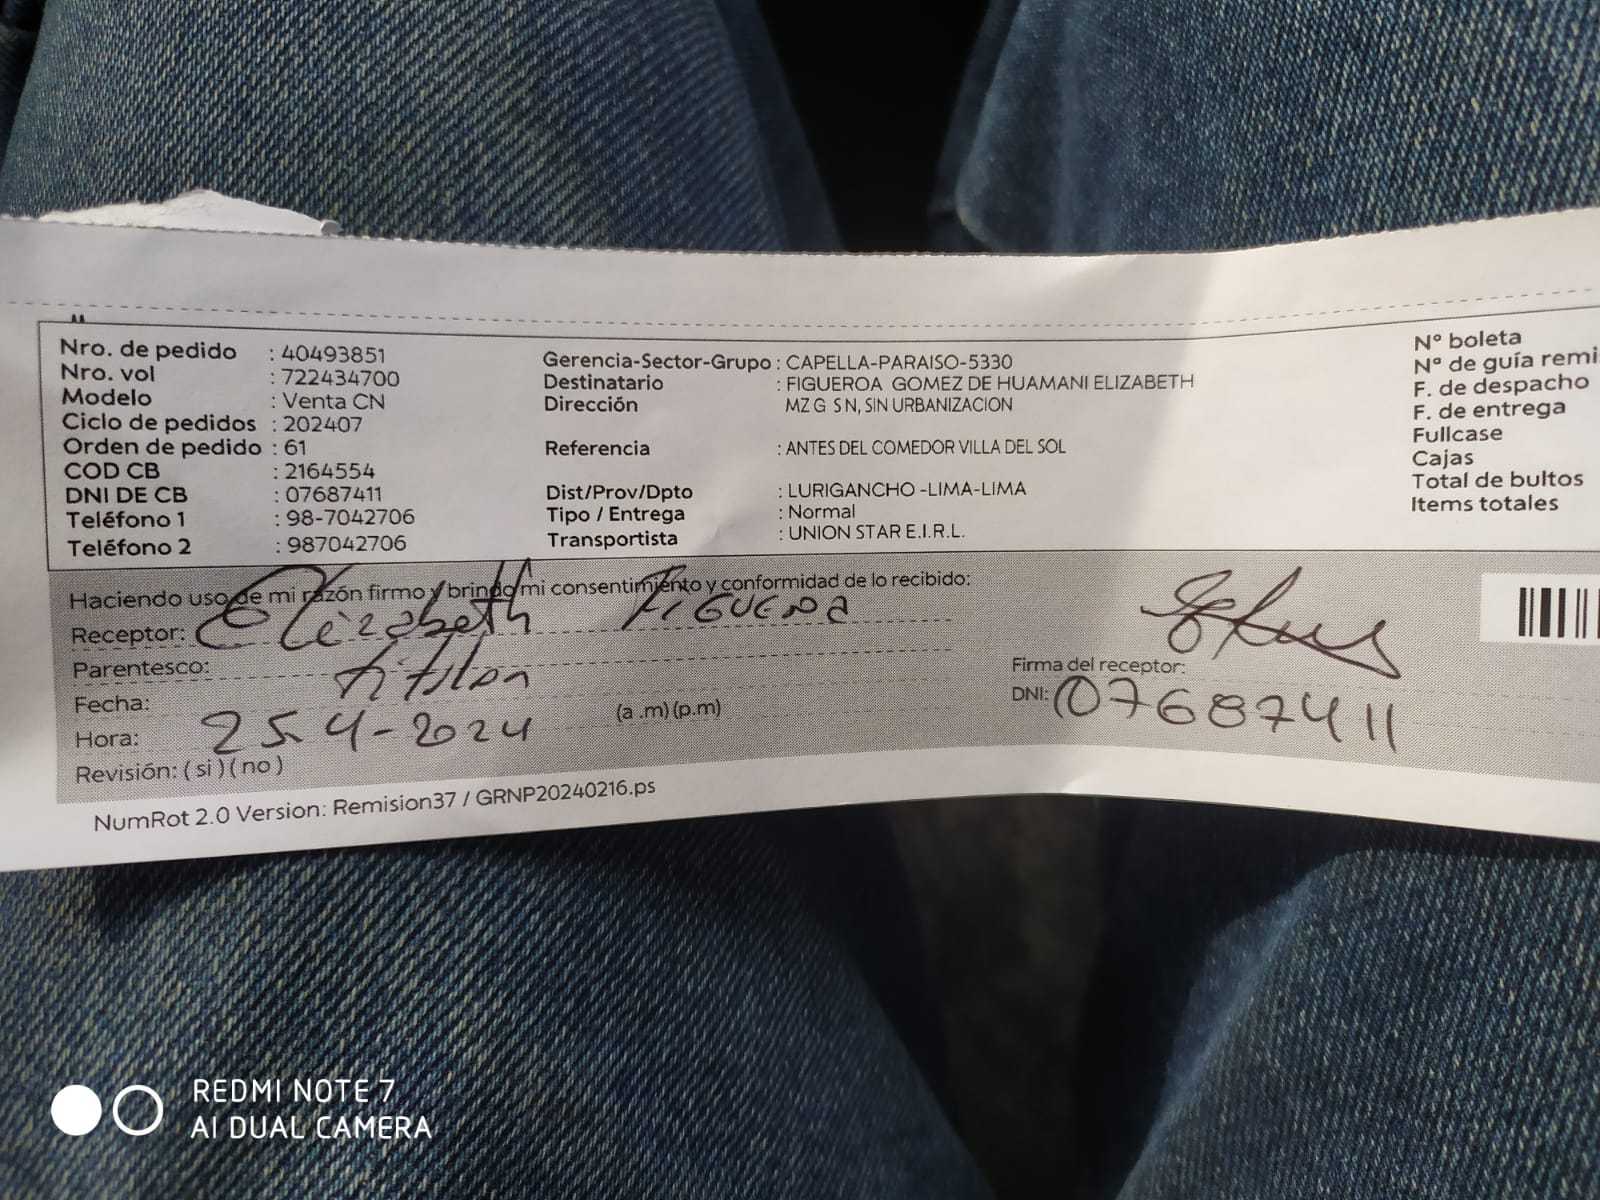 Nro. de pedido : 40493851
Nro. vol : 722434700
Modelo : Venta CN
Ciclo de pedidos : 202407
Orden de pedido : 61
COD CB : 2164554
DNI DE CB : 07687411
Teléfono 1 : 98-7042706
Teléfono 2 : 987042706
Gerencia-Sector-Grupo : CAPELLA-PARAISO-5330
Destinatario : FIGUEROA GOMEZ DE HUAMANI ELIZABETH
Dirección MZ G S N, SIN URBANIZACION
Referencia : ANTES DEL COMEDOR VILLA DEL SOL
Dist/Prov/Dpto : LURIGANCHO -LIMA-LIMA
Tipo / Entrega : Normal
Transportista : UNION STAR E.I.R.L.
N° boleta
N° de guía remi
F. de despacho
F. de entrega
Fullcase
Cajas
Total de bultos
Items totales
Haciendo uso de mi razón firmo y brindo mi consentimiento y conformidad de lo recibido:
Receptor: Elizabeth
Parentesco:
Fecha:
Hora: 25-4-2024 (a .m) (p.m)
Revisión: ( si ) ( no )
Firma del receptor:
DNI: 07687411
NumRot 2.0 Version: Remision37 / GRNP20240216.ps
REDMI NOTE 7
AI DUAL CAMERA